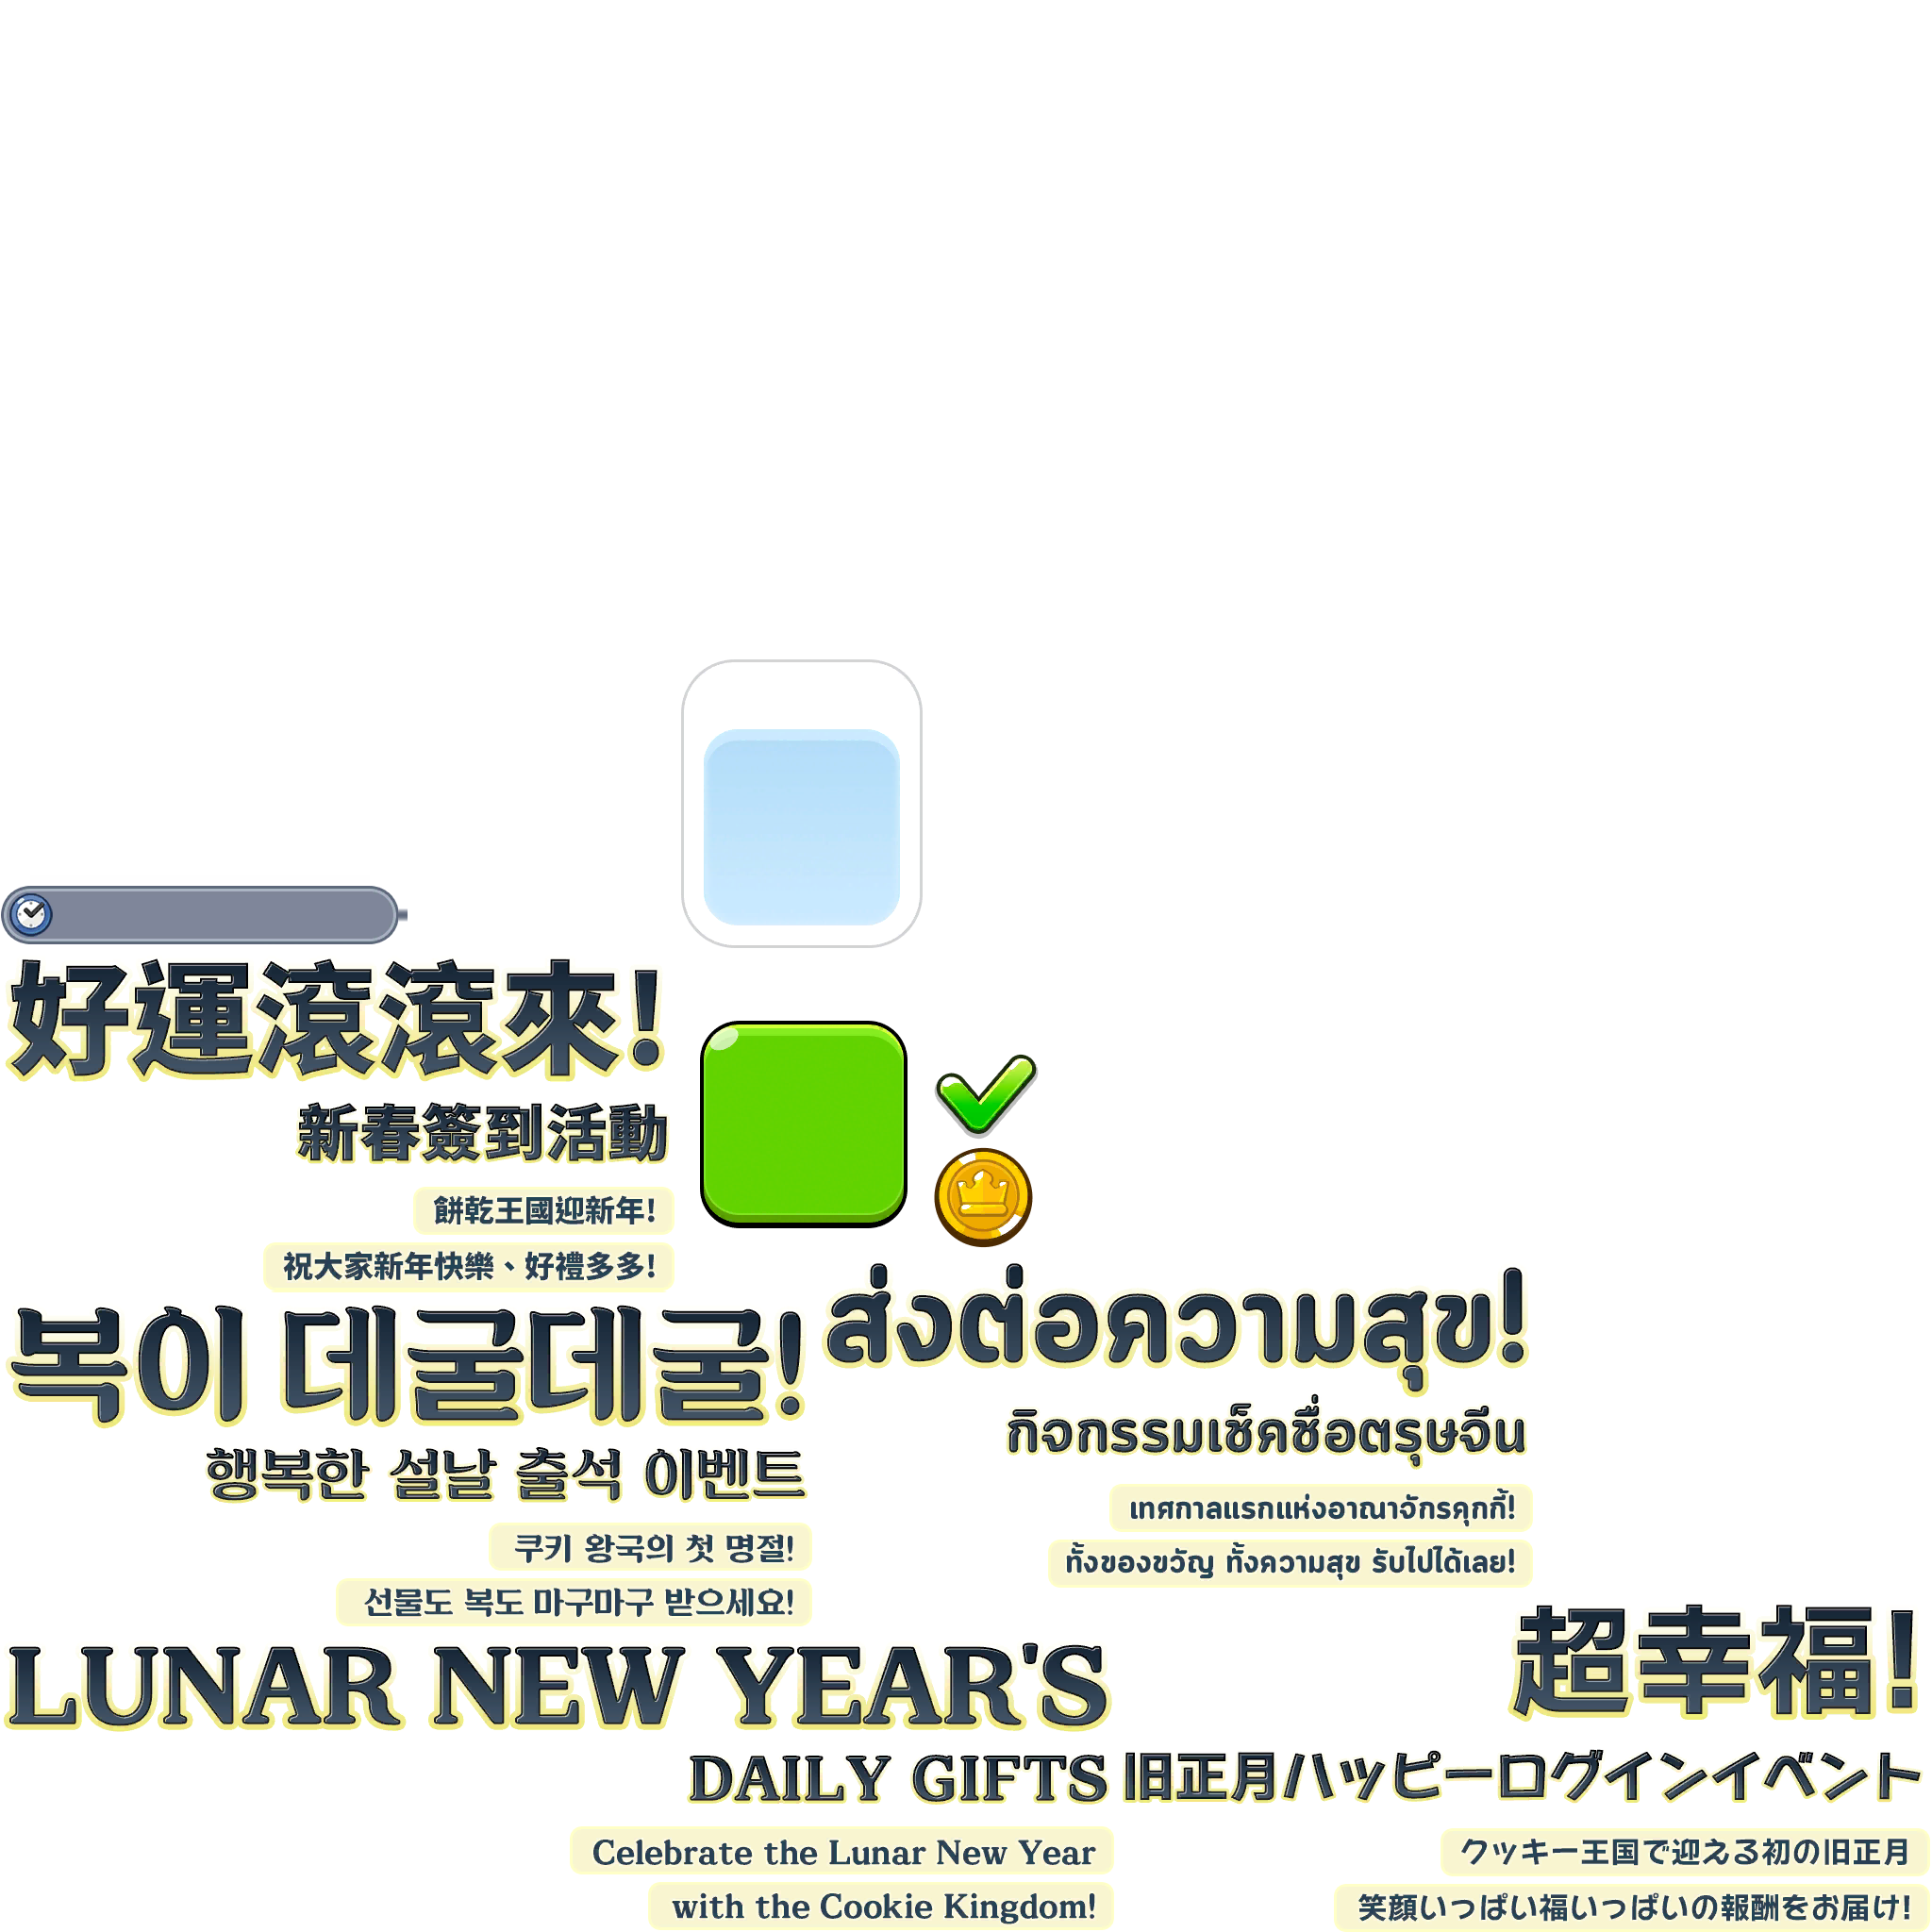 好運滾滾來!
新春簽到活動
餅乾王國迎新年!
祝大家新年快樂、好禮多多!
복이 데굴데굴!
행복한 설날 출석 이벤트
쿠키 왕국의 첫 명절!
선물도 복도 마구마구 받으세요!
ส่งต่อความสุข!
กิจกรรมเช็คชื่อตรุษจีน
เทศกาลแรกแห่งอาณาจักรคุกกี้!
ทั้งของขวัญ ทั้งความสุข รับไปได้เลย!
LUNAR NEW YEAR'S
DAILY GIFTS
Celebrate the Lunar New Year
with the Cookie Kingdom!
超幸福!
旧正月ハッピーログインイベント
クッキー王国で迎える初の旧正月
笑顔いっぱい福いっぱいの報酬をお届け!